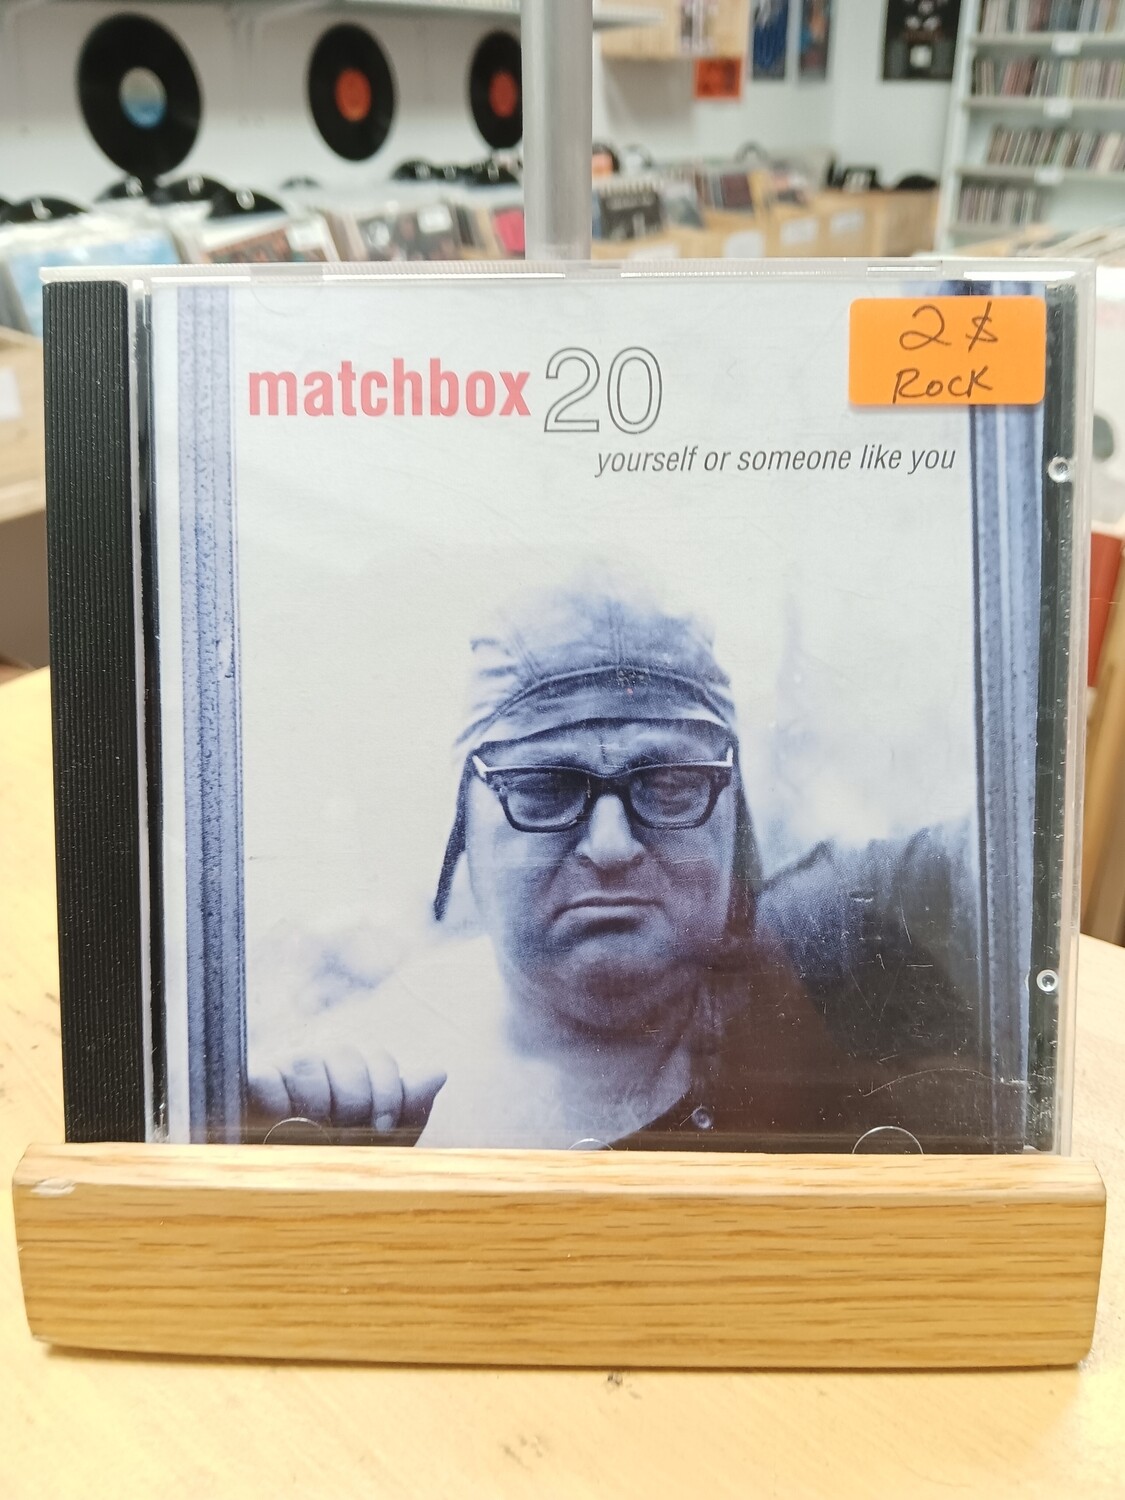 2 $
Rock
matchbox 20
yourself or someone like you